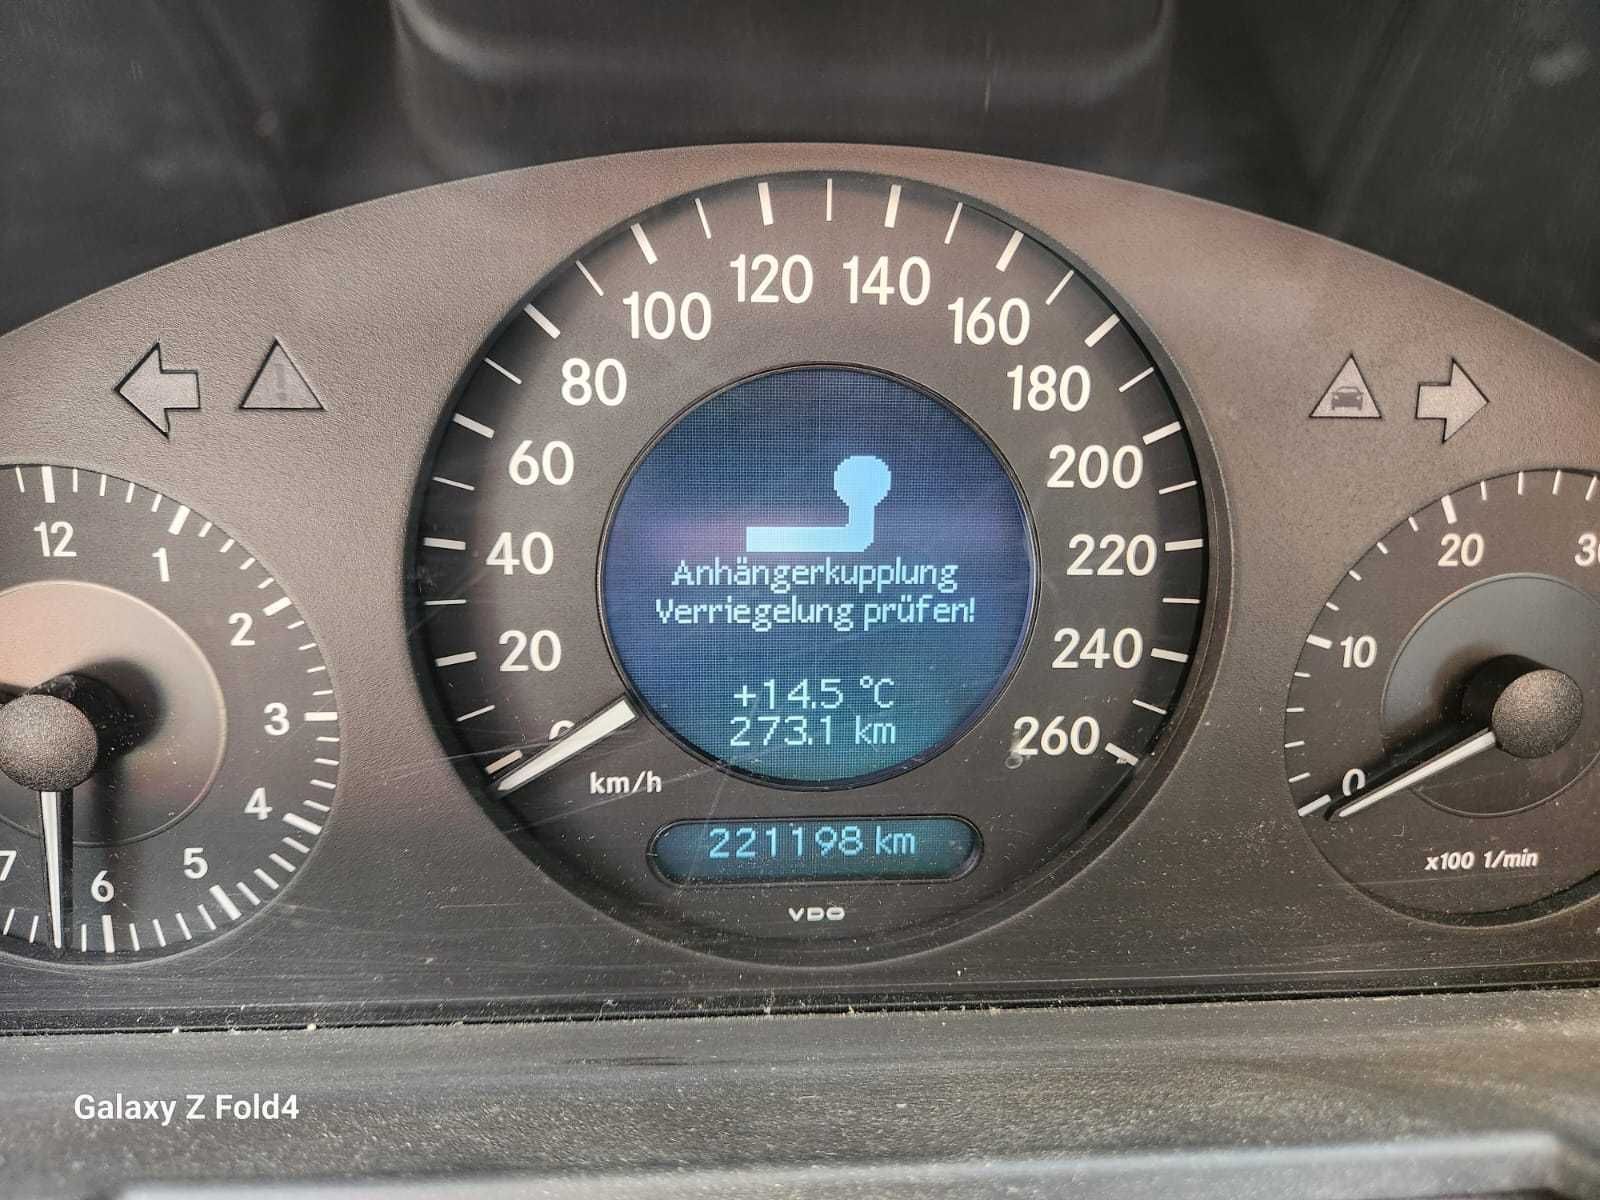 120 140
100 160
80 180
60 200
40 220
20 240
0 260
km/h
Anhängerkupplung
Verriegelung prüfen!
+14.5 °C
273.1 km
221198 km
VDO
12
1
2
3
4
5
6
7
0
10
20
x100 1/min
Galaxy Z Fold4